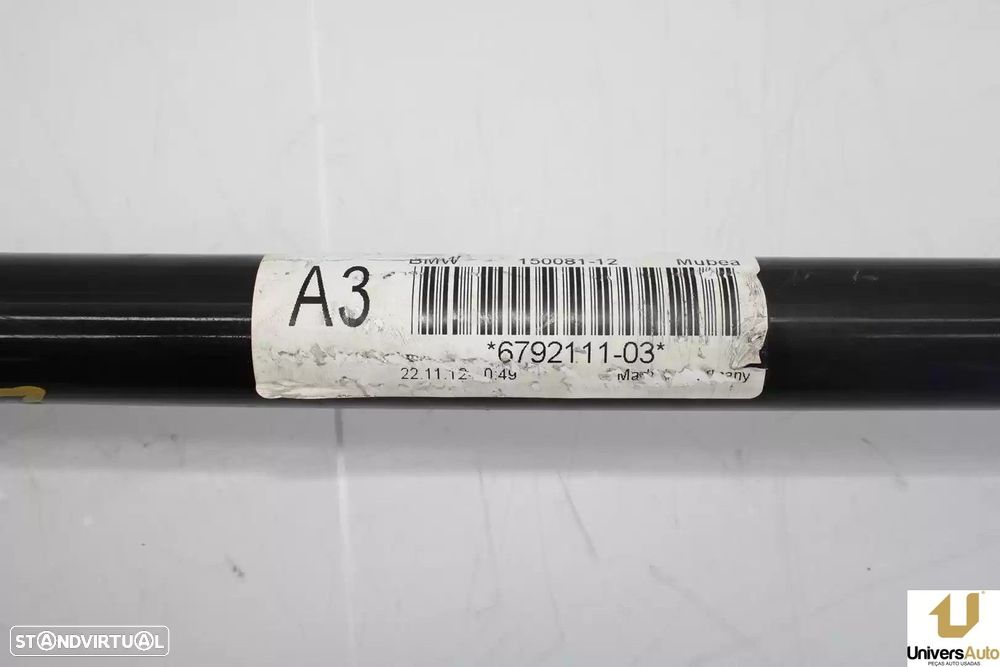 BMW 150081-12 Mubea
A3
*6792111-03*
22.11.12 0:49
STANDVIRTUAL
UniversAuto
PEÇAS AUTO USADAS